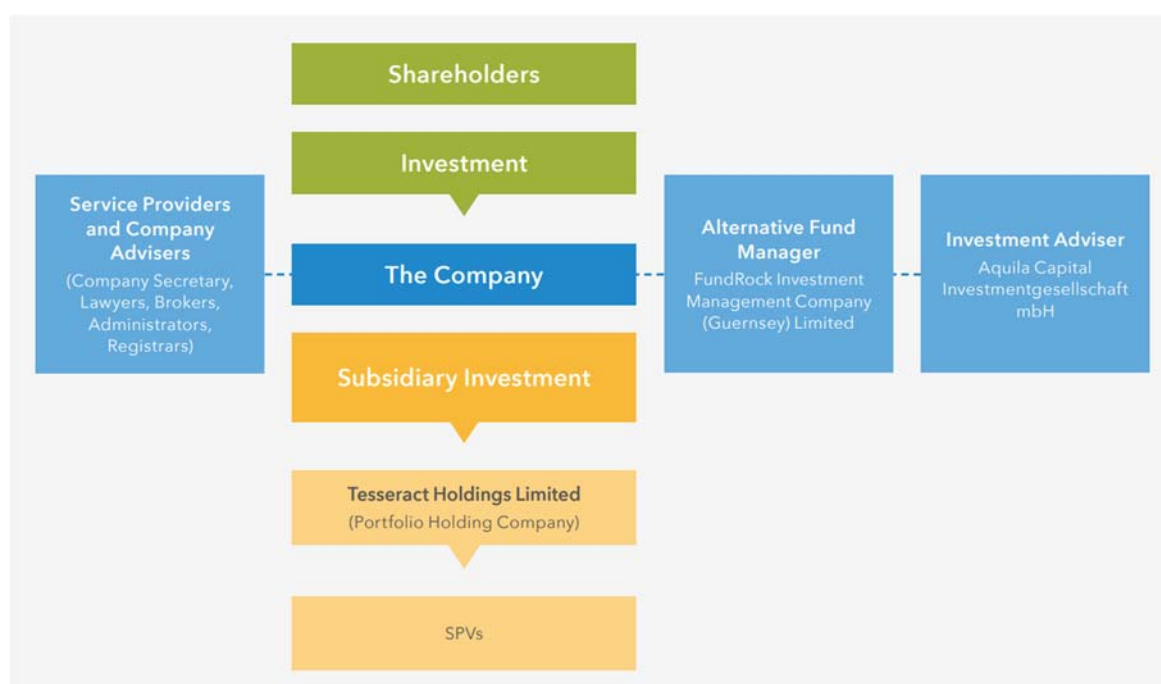 Shareholders
Investment
Service Providers
and Company
Advisers
(Company Secretary,
Lawyers, Brokers,
Administrators,
Registrars)
The Company
Alternative Fund
Manager
FundRock Investment
Management Company
(Guernsey) Limited
Investment Adviser
Aquila Capital
Investmentgesellschaft
mbH
Subsidiary Investment
Tesseract Holdings Limited
(Portfolio Holding Company)
SPVs